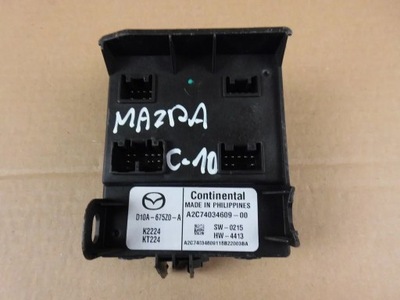 MAZDA
C-10
Continental
MADE IN PHILIPPINES
A2C74034609-00
D10A-675Z0-A
K2224
KT224
SW-0215
HW-4413